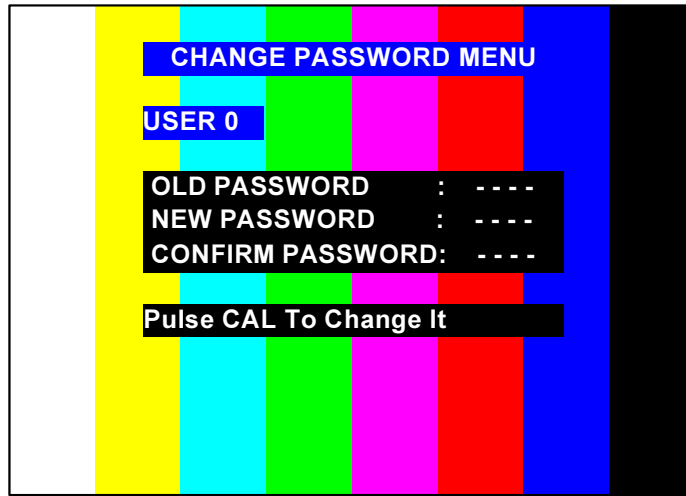 CHANGE PASSWORD MENU
USER 0
OLD PASSWORD : - - - -
NEW PASSWORD : - - - -
CONFIRM PASSWORD: - - - -
Pulse CAL To Change It